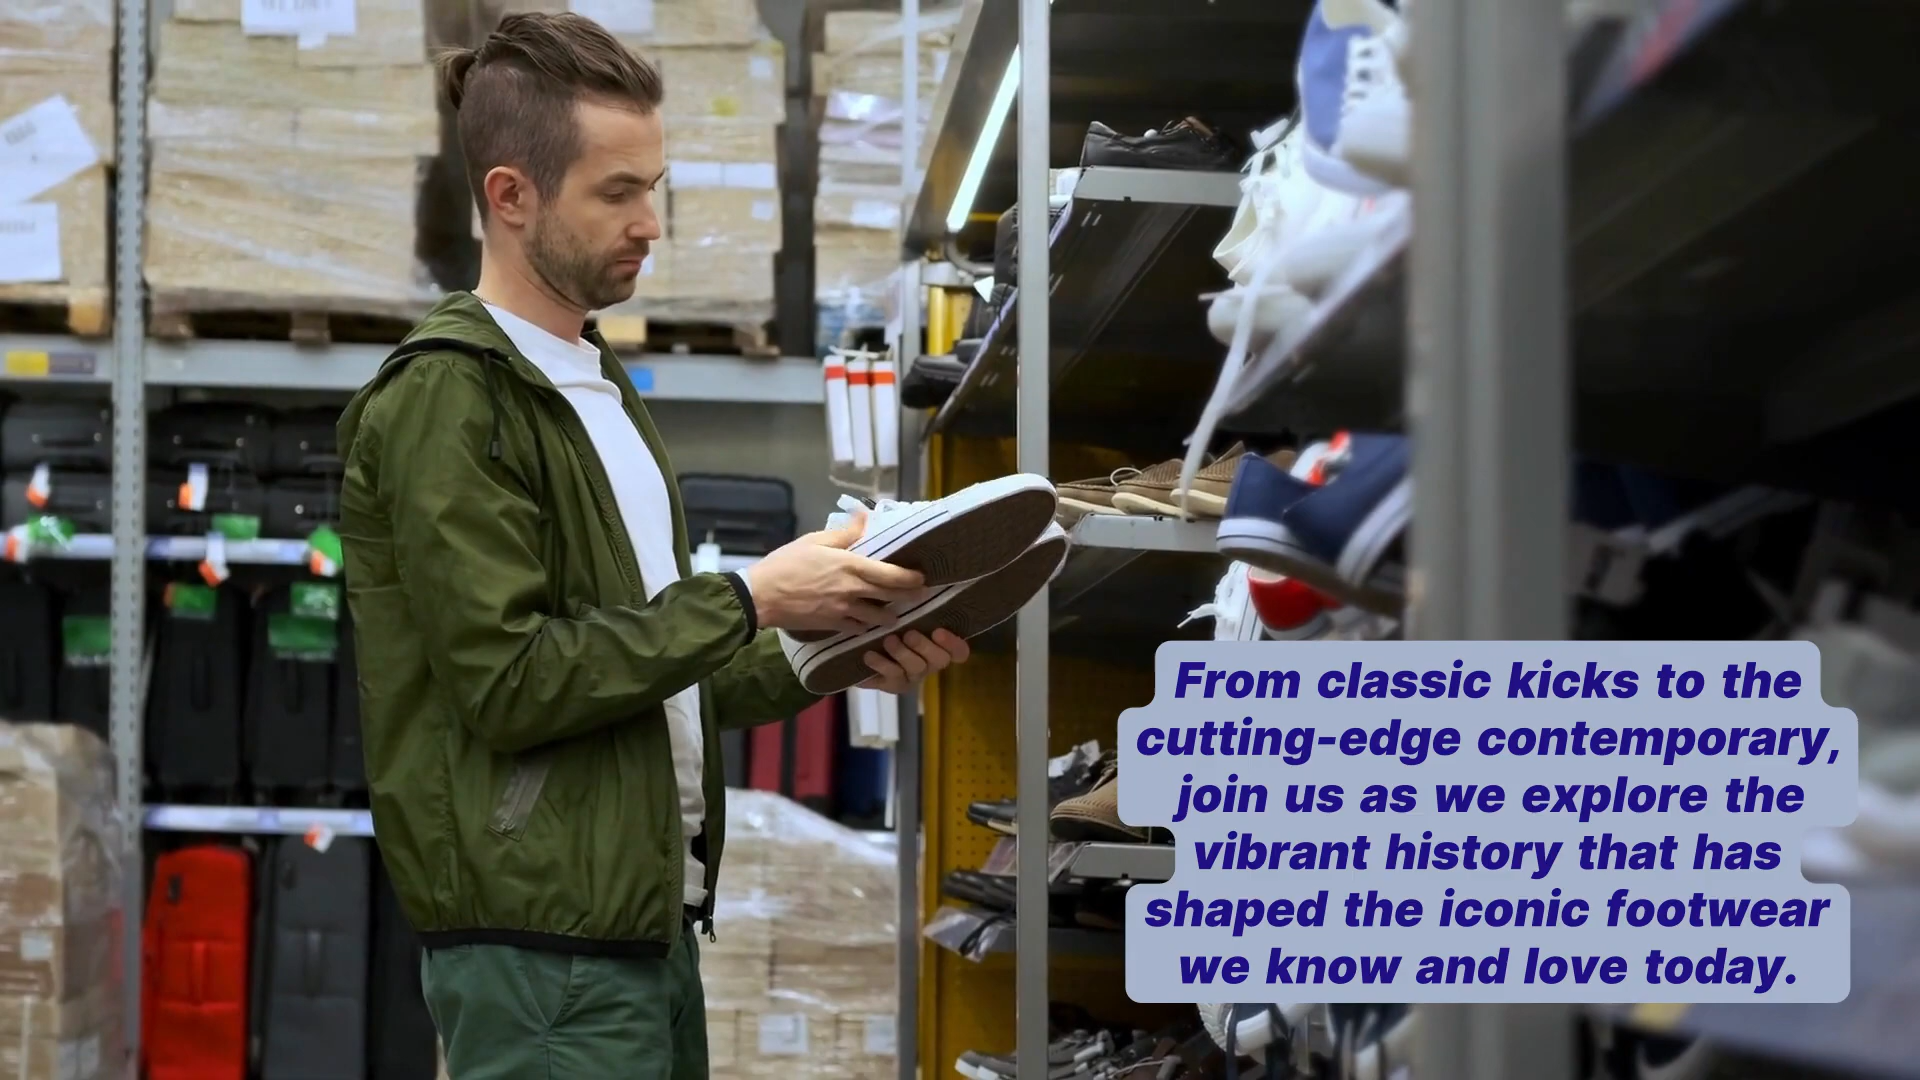 From classic kicks to the
cutting-edge contemporary,
join us as we explore the
vibrant history that has
shaped the iconic footwear
we know and love today.